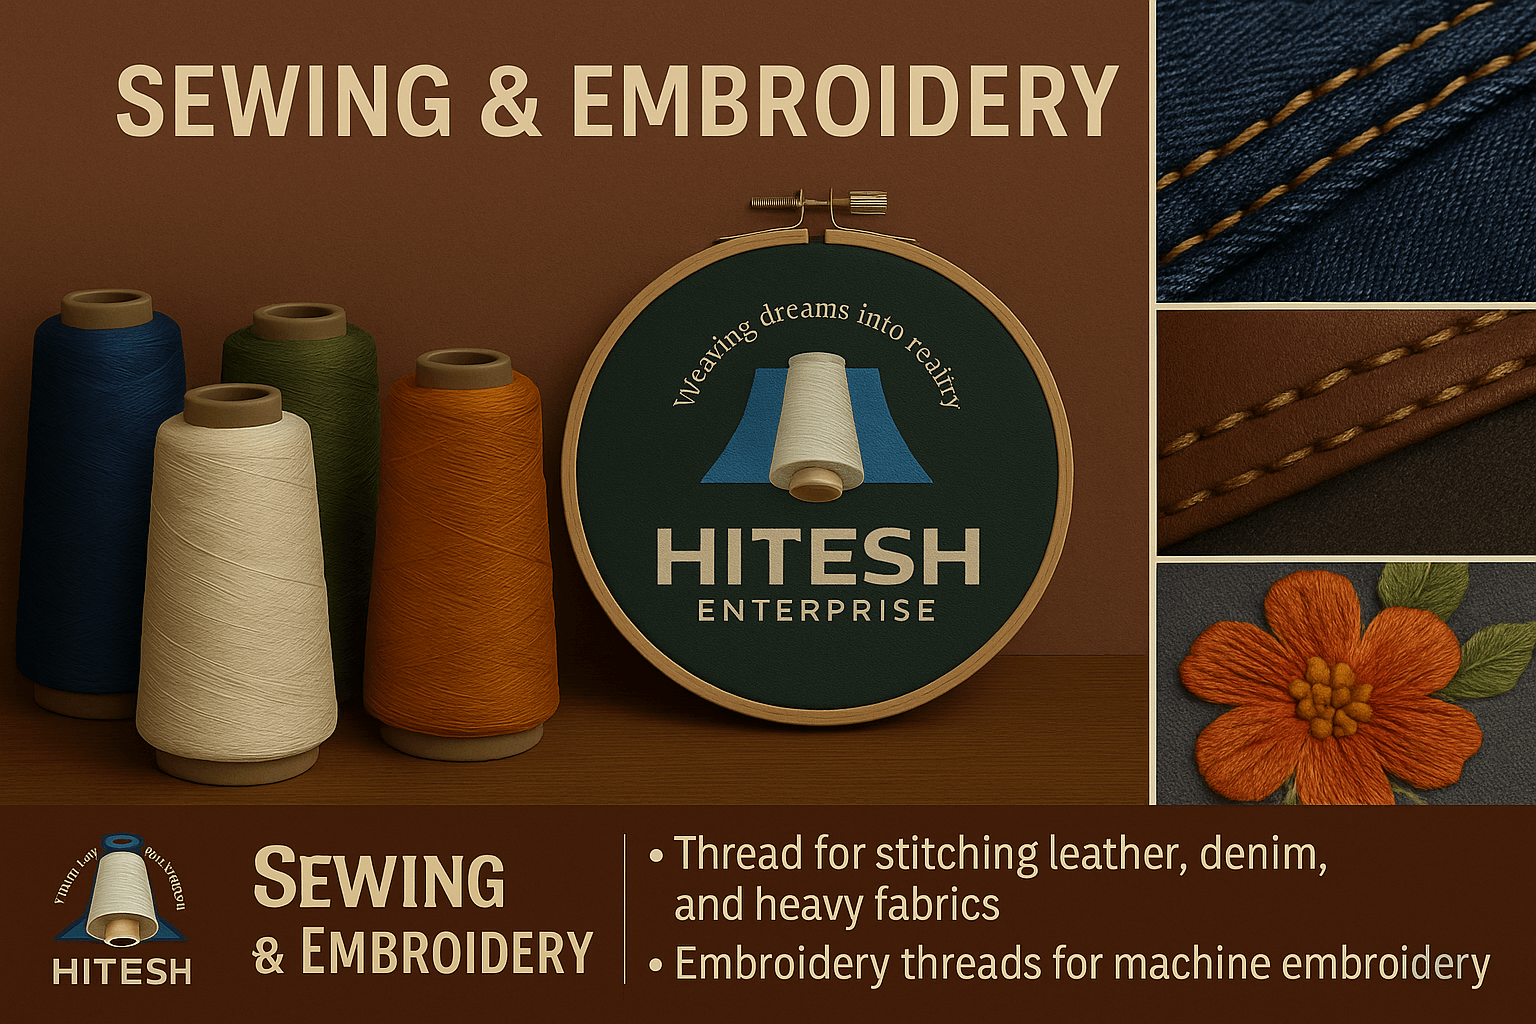 SEWING & EMBROIDERY
Weaving dreams into
HITESH
ENTERPRISE
HITESH
SEWING
& EMBROIDERY
• Thread for stitching leather, denim,
and heavy fabrics
• Embroidery threads for machine embroidery